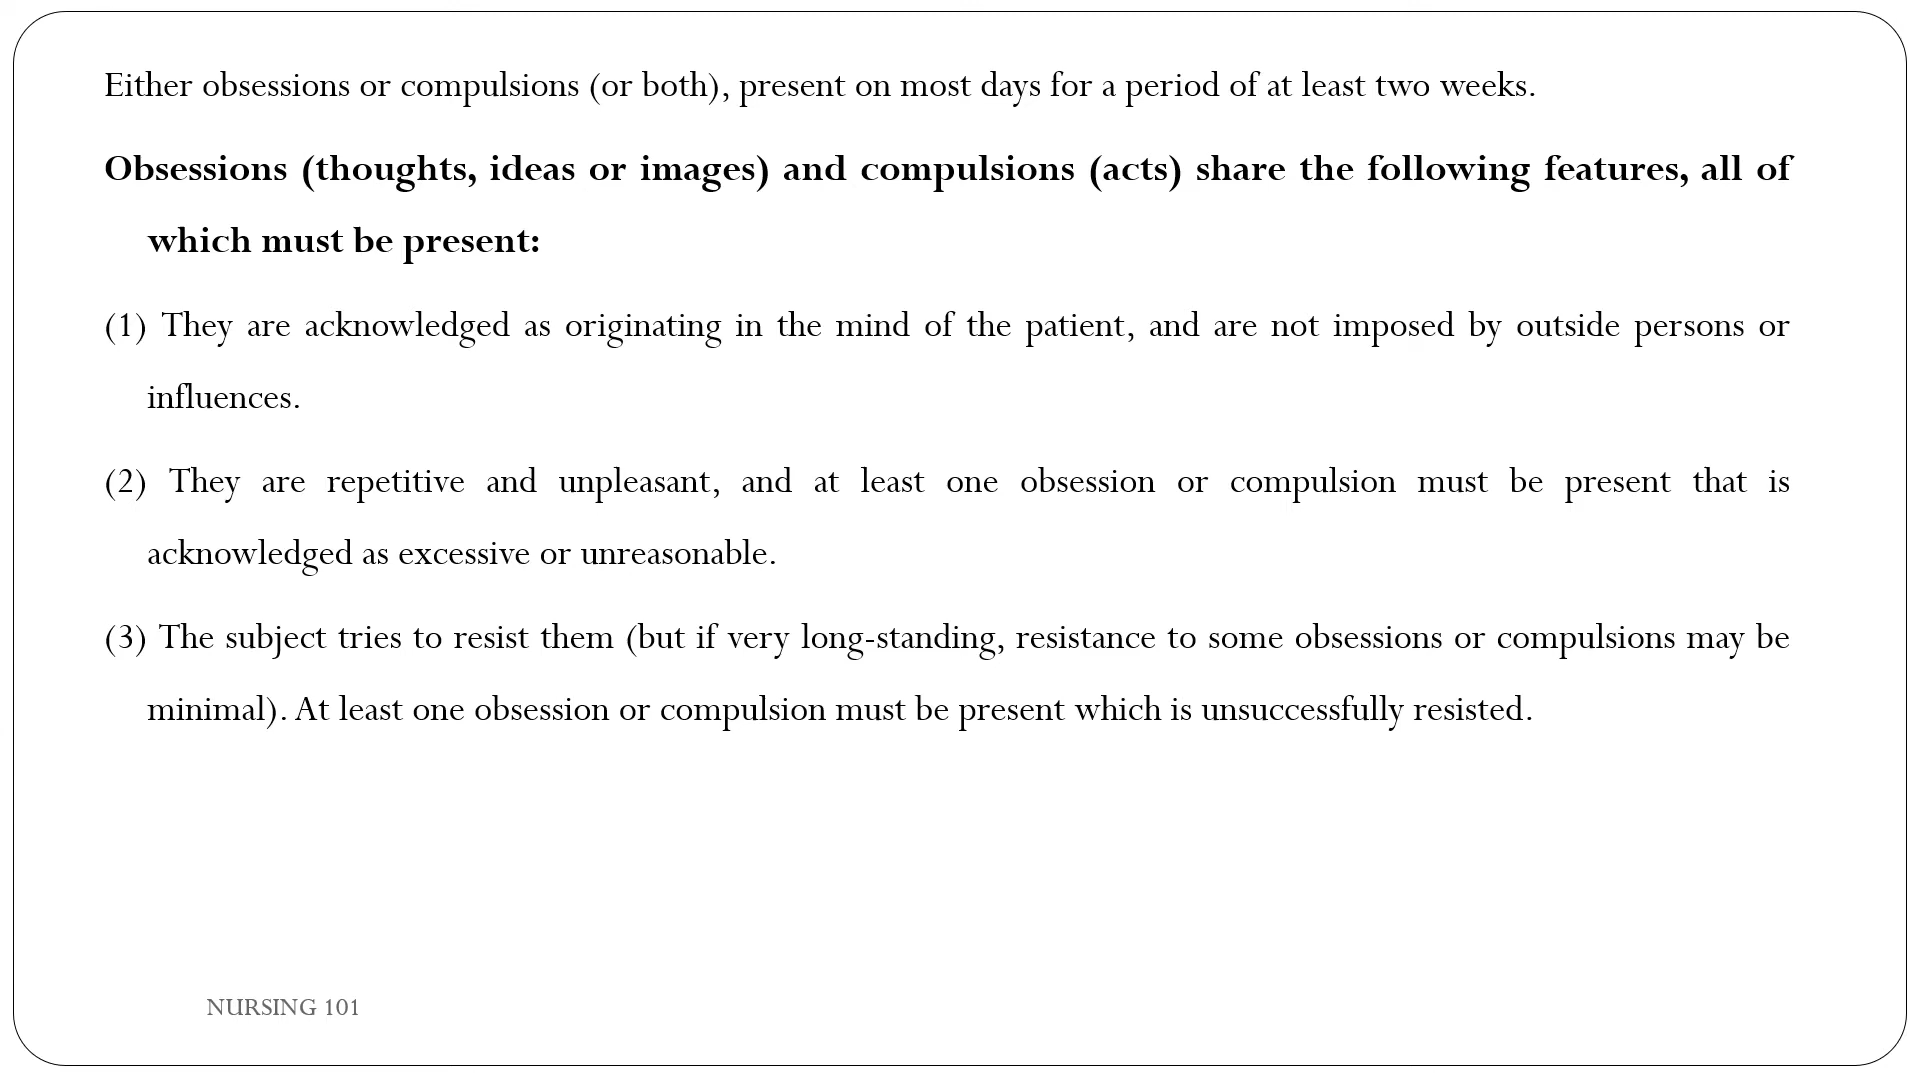 Either obsessions or compulsions (or both), present on most days for a period of at least two weeks.
Obsessions (thoughts, ideas or images) and compulsions (acts) share the following features, all of
which must be present:
(1) They are acknowledged as originating in the mind of the patient, and are not imposed by outside persons or
influences.
(2) They are repetitive and unpleasant, and at least one obsession or compulsion must be present that is
acknowledged as excessive or unreasonable.
(3) The subject tries to resist them (but if very long-standing, resistance to some obsessions or compulsions may be
minimal). At least one obsession or compulsion must be present which is unsuccessfully resisted.
NURSING 101